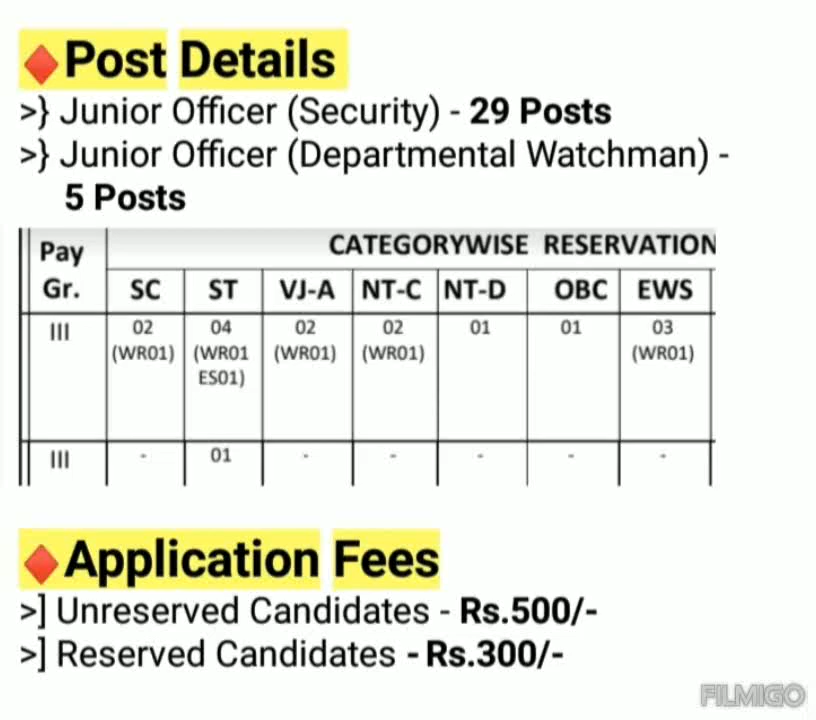 ♦Post Details
>} Junior Officer (Security) - 29 Posts
>} Junior Officer (Departmental Watchman) -
5 Posts
Pay Gr. CATEGORYWISE RESERVATION
SC ST VJ-A NT-C NT-D OBC EWS
III 02 04 02 02 01 01 03
(WR01) (WR01 (WR01) (WR01) (WR01)
ES01)
III - 01 - - - - -
♦Application Fees
>] Unreserved Candidates - Rs.500/-
>] Reserved Candidates - Rs.300/-
FILMIGO